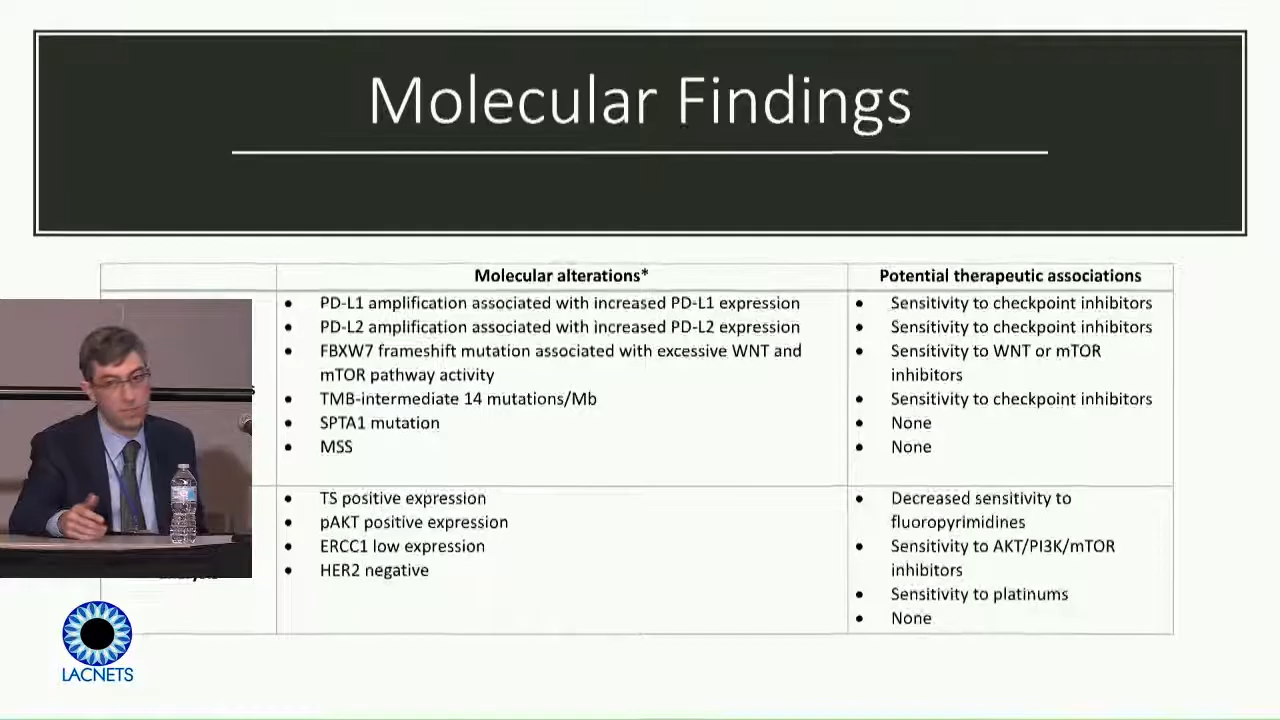 Molecular Findings
Molecular alterations*
Potential therapeutic associations
• PD-L1 amplification associated with increased PD-L1 expression
• PD-L2 amplification associated with increased PD-L2 expression
• FBXW7 frameshift mutation associated with excessive WNT and
mTOR pathway activity
• TMB-intermediate 14 mutations/Mb
• SPTA1 mutation
• MSS
• Sensitivity to checkpoint inhibitors
• Sensitivity to checkpoint inhibitors
• Sensitivity to WNT or mTOR
inhibitors
• Sensitivity to checkpoint inhibitors
• None
• None
• TS positive expression
• pAKT positive expression
• ERCC1 low expression
• HER2 negative
• Decreased sensitivity to
fluoropyrimidines
• Sensitivity to AKT/PI3K/mTOR
inhibitors
• Sensitivity to platinums
• None
LACNETS